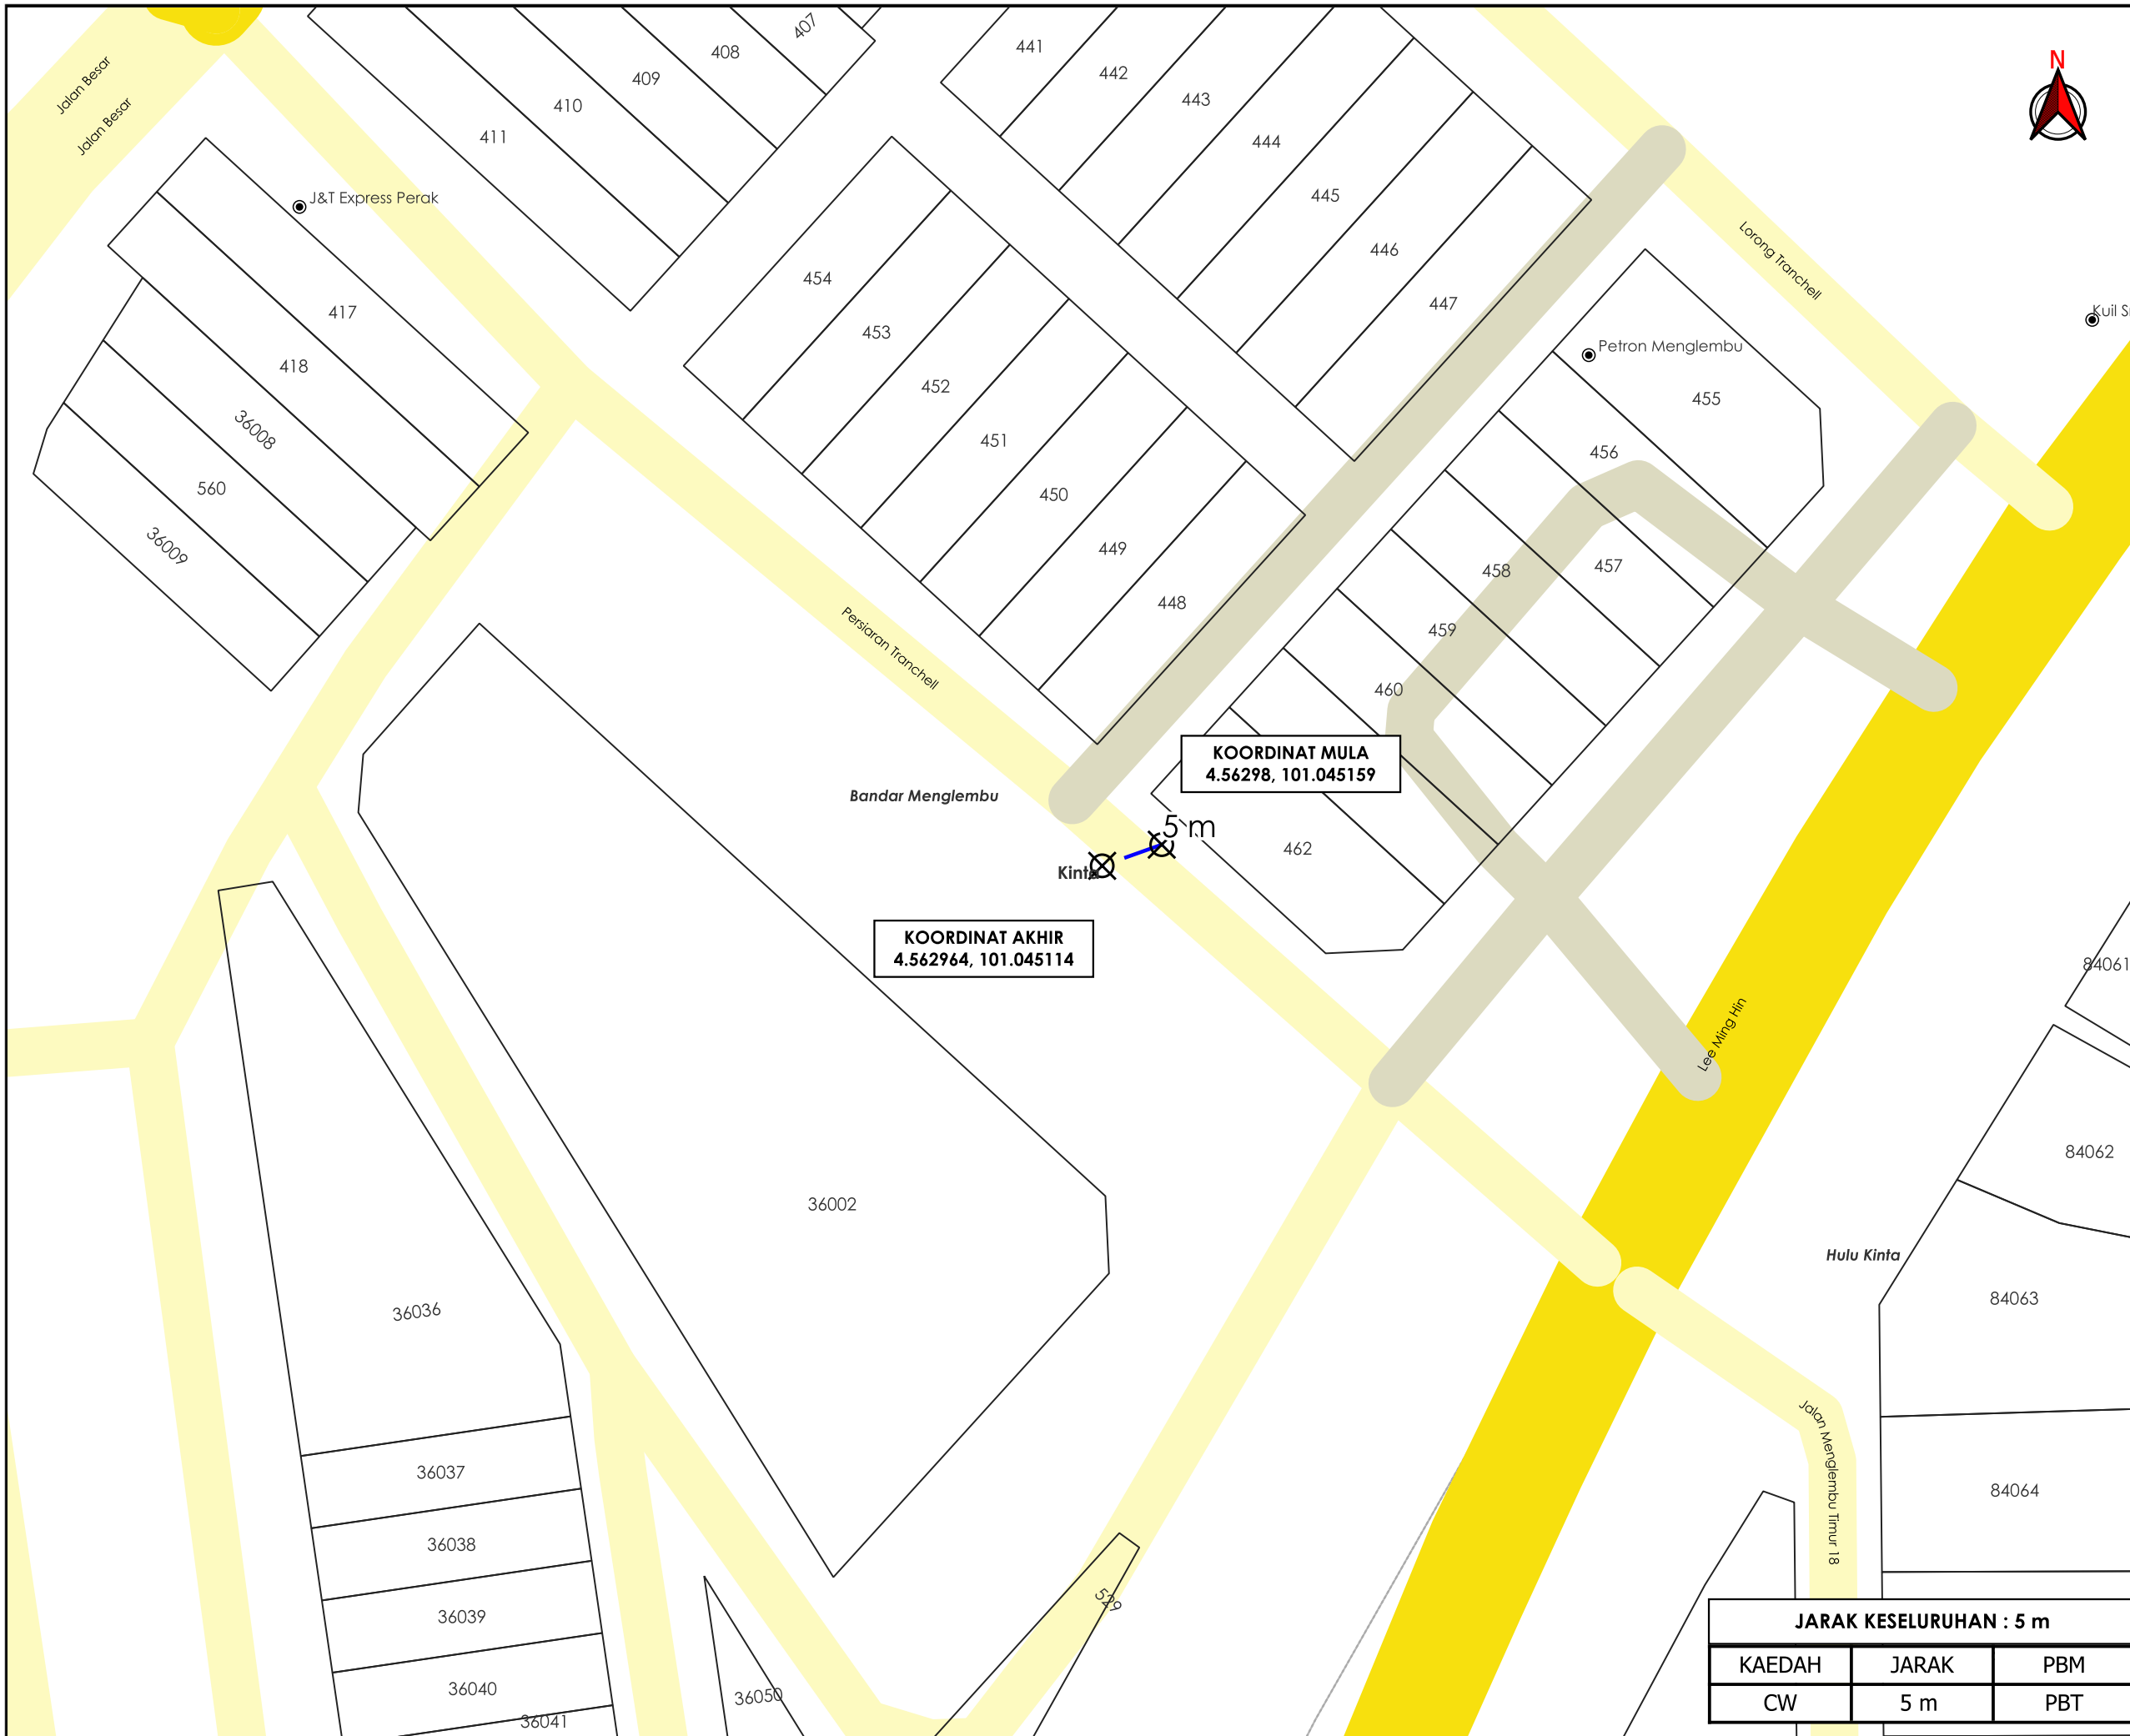 407
408
409
410
411
441
442
443
444
445
446
447
N
Jalan Besar
Jalan Besar
J&T Express Perak
417
418
36008
560
36009
454
453
452
451
450
449
448
Lorong Tranchell
Petron Menglembu
455
456
457
458
459
460
462
Persiaran Tranchell
KOORDINAT MULA
4.56298, 101.045159
Bandar Menglembu
5 m
KOORDINAT AKHIR
4.562964, 101.045114
Lee Ming Hin
84061
84062
Hulu Kinta
84063
84064
36002
36036
36037
36038
36039
36040
36041
36050
529
Jalan Menglembu Timur 18
JARAK KESELURUHAN : 5 m
KAEDAH JARAK PBM
CW 5 m PBT
Kuil
Kinta